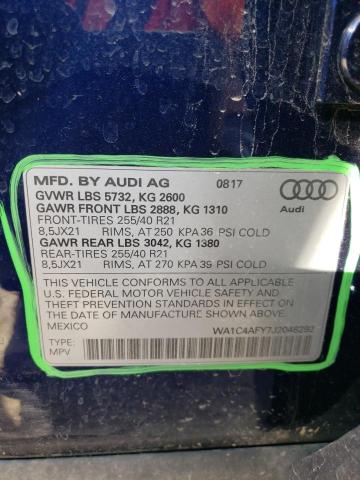 MFD. BY AUDI AG 0817
GVWR LBS 5732, KG 2600
GAWR FRONT LBS 2888, KG 1310
FRONT-TIRES 255/40 R21
8,5JX21 RIMS, AT 250 KPA 36 PSI COLD
GAWR REAR LBS 3042, KG 1380
REAR-TIRES 255/40 R21
8,5JX21 RIMS, AT 270 KPA 39 PSI COLD
Audi
THIS VEHICLE CONFORMS TO ALL APPLICABLE
U.S. FEDERAL MOTOR VEHICLE SAFETY AND
THEFT PREVENTION STANDARDS IN EFFECT ON
THE DATE OF MANUFACTURE SHOWN ABOVE.
MEXICO WA1C4AFY7J2048292
TYPE:
MPV